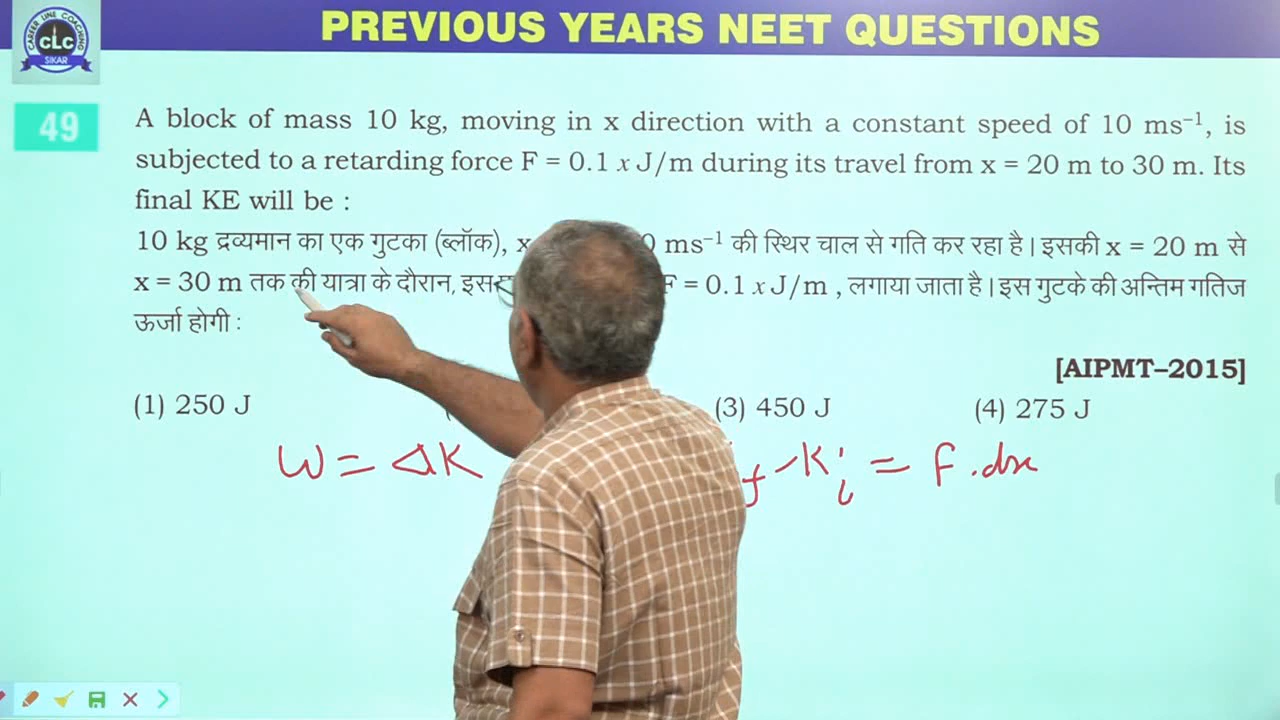 PREVIOUS YEARS NEET QUESTIONS
CAREER LINE COACHING
CLC
SIKAR
49
A block of mass 10 kg, moving in x direction with a constant speed of 10 ms⁻¹, is
subjected to a retarding force F = 0.1 x J/m during its travel from x = 20 m to 30 m. Its
final KE will be :
10 kg द्रव्यमान का एक गुटका (ब्लॉक), x ms⁻¹ की स्थिर चाल से गति कर रहा है। इसकी x = 20 m से
x = 30 m तक की यात्रा के दौरान, = 0.1 x J/m , लगाया जाता है। इस गुटके की अन्तिम गतिज
ऊर्जा होगी :
[AIPMT–2015]
(1) 250 J (3) 450 J (4) 275 J
W = ΔK f - Ki = F . dx